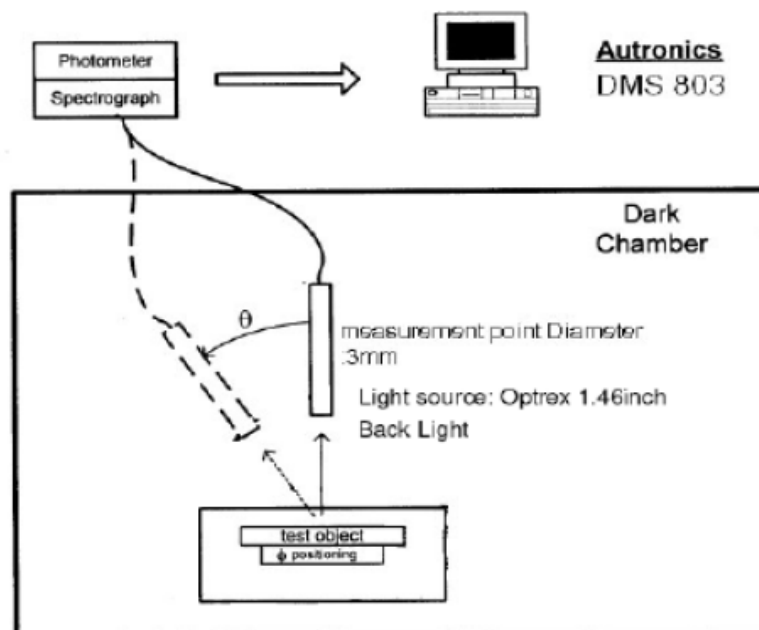 Photometer
Spectrograph
Autronics
DMS 803
Dark
Chamber
θ
measurement point Diameter
:3mm
Light source: Optrex 1.46inch
Back Light
test object
ϕ positioning